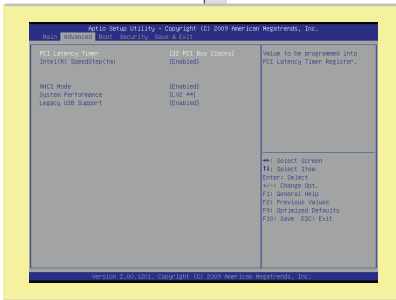 Aptio Setup Utility – Copyright (C) 2009 American Megatrends, Inc.
Main Advanced Boot Security Save & Exit
PCI Latency Timer [32 PCI Bus Clocks]
Intel(R) SpeedStep(tm) [Enabled]
AHCI Mode [Enabled]
System Performance [LV2 **]
Legacy USB Support [Enabled]
Value to be programmed into
PCI Latency Timer Register.
↔: Select Screen
↑↓: Select Item
Enter: Select
+/-: Change Opt.
F1: General Help
F2: Previous Values
F9: Optimized Defaults
F10: Save ESC: Exit
Version 2.00.1201. Copyright (C) 2009 American Megatrends, Inc.